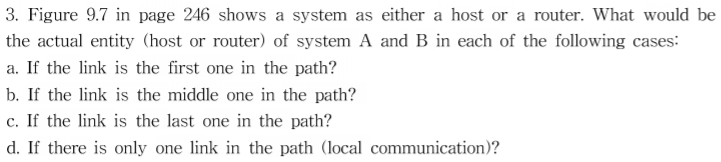 3. Figure 9.7 in page 246 shows a system as either a host or a router. What would be
the actual entity (host or router) of system A and B in each of the following cases:
a. If the link is the first one in the path?
b. If the link is the middle one in the path?
c. If the link is the last one in the path?
d. If there is only one link in the path (local communication)?